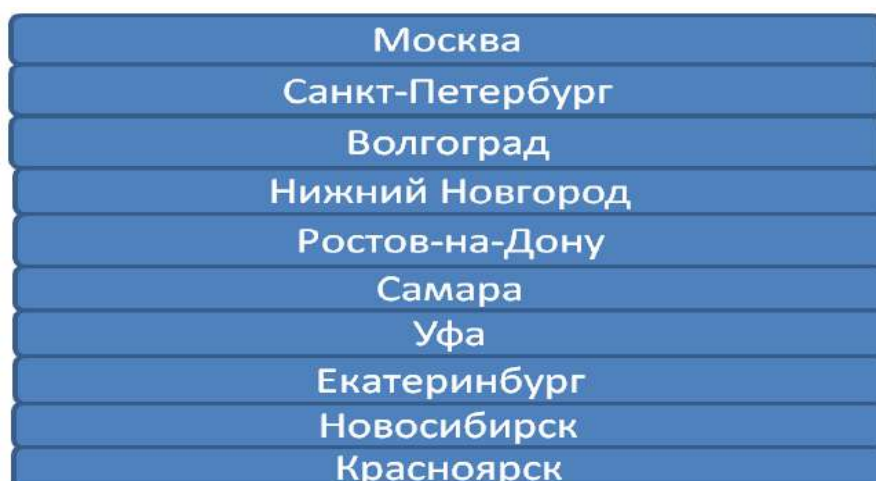 Москва
Санкт-Петербург
Волгоград
Нижний Новгород
Ростов-на-Дону
Самара
Уфа
Екатеринбург
Новосибирск
Красноярск